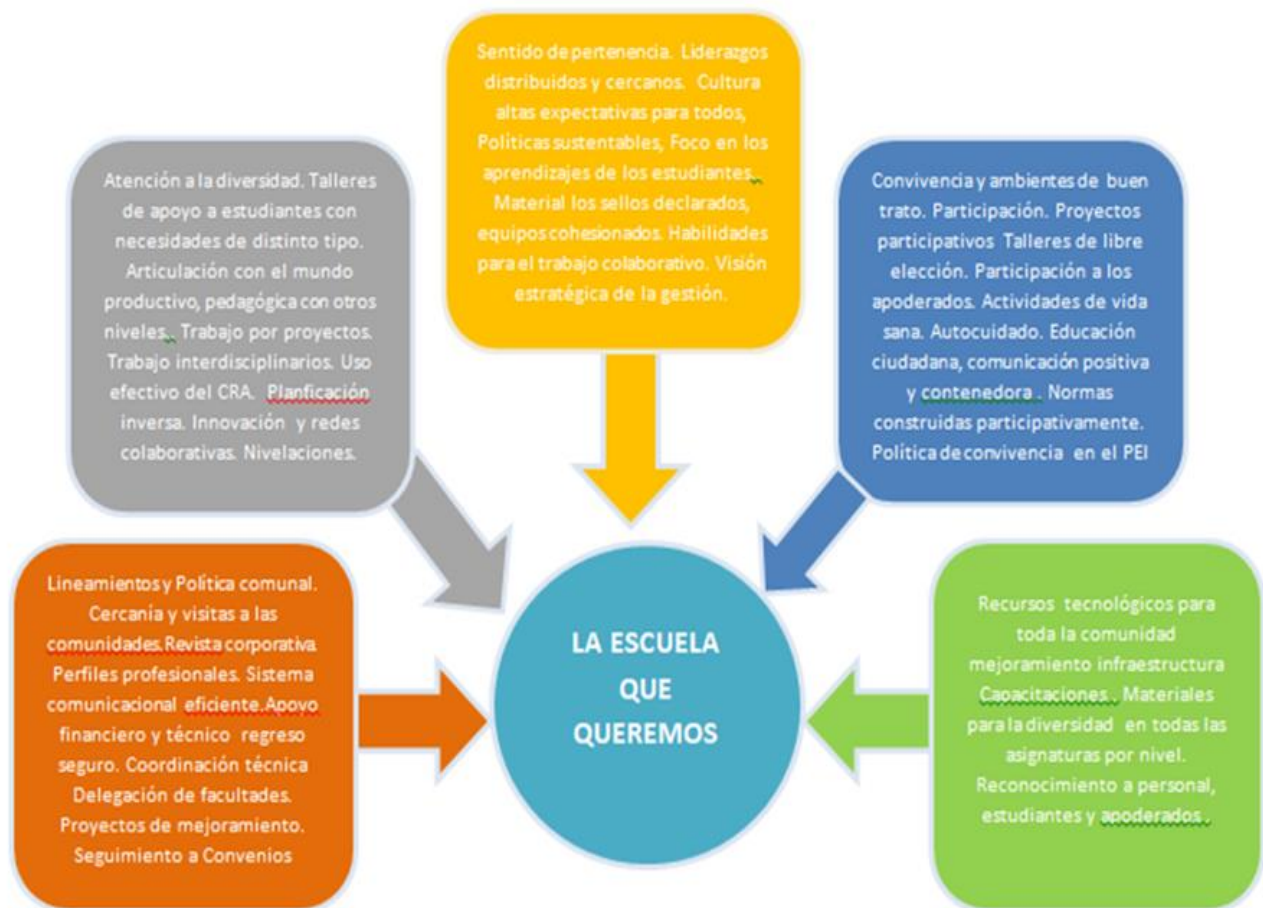 Sentido de pertenencia. Liderazgos
distribuidos y cercanos. Cultura
altas expectativas para todos,
Políticas sustentables, Foco en los
aprendizajes de los estudiantes..
Material los sellos declarados,
equipos cohesionados. Habilidades
para el trabajo colaborativo. Visión
estratégica de la gestión.
Atención a la diversidad. Talleres
de apoyo a estudiantes con
necesidades de distinto tipo.
Articulación con el mundo
productivo, pedagógica con otros
niveles.. Trabajo por proyectos.
Trabajo interdisciplinarios. Uso
efectivo del CRA. Planficación
inversa. Innovación y redes
colaborativas. Nivelaciones.
Convivencia y ambientes de buen
trato. Participación. Proyectos
participativos Talleres de libre
elección. Participación a los
apoderados. Actividades de vida
sana. Autocuidado. Educación
ciudadana, comunicación positiva
y contenedora . Normas
construidas participativamente.
Política de convivencia en el PEI
Lineamientos y Política comunal.
Cercanía y visitas a las
comunidades.Revista corporativa.
Perfiles profesionales. Sistema
comunicacional eficiente.Apoyo
financiero y técnico regreso
seguro. Coordinación técnica
Delegación de facultades.
Proyectos de mejoramiento.
Seguimiento a Convenios
LA ESCUELA
QUE
QUEREMOS
Recursos tecnológicos para
toda la comunidad
mejoramiento infraestructura
Capacitaciones. . Materiales
para la diversidad en todas las
asignaturas por nivel.
Reconocimiento a personal,
estudiantes y apoderados .